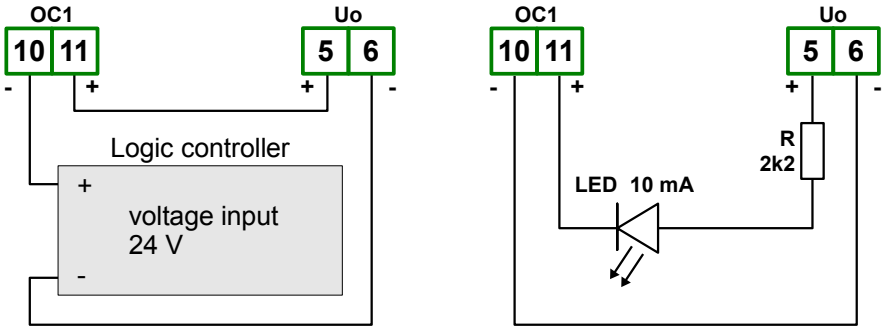 OC1 Uo
10 11 5 6
- + + -
Logic controller
+
voltage input
24 V
-
OC1 Uo
10 11 5 6
- + + -
R
2k2
LED 10 mA